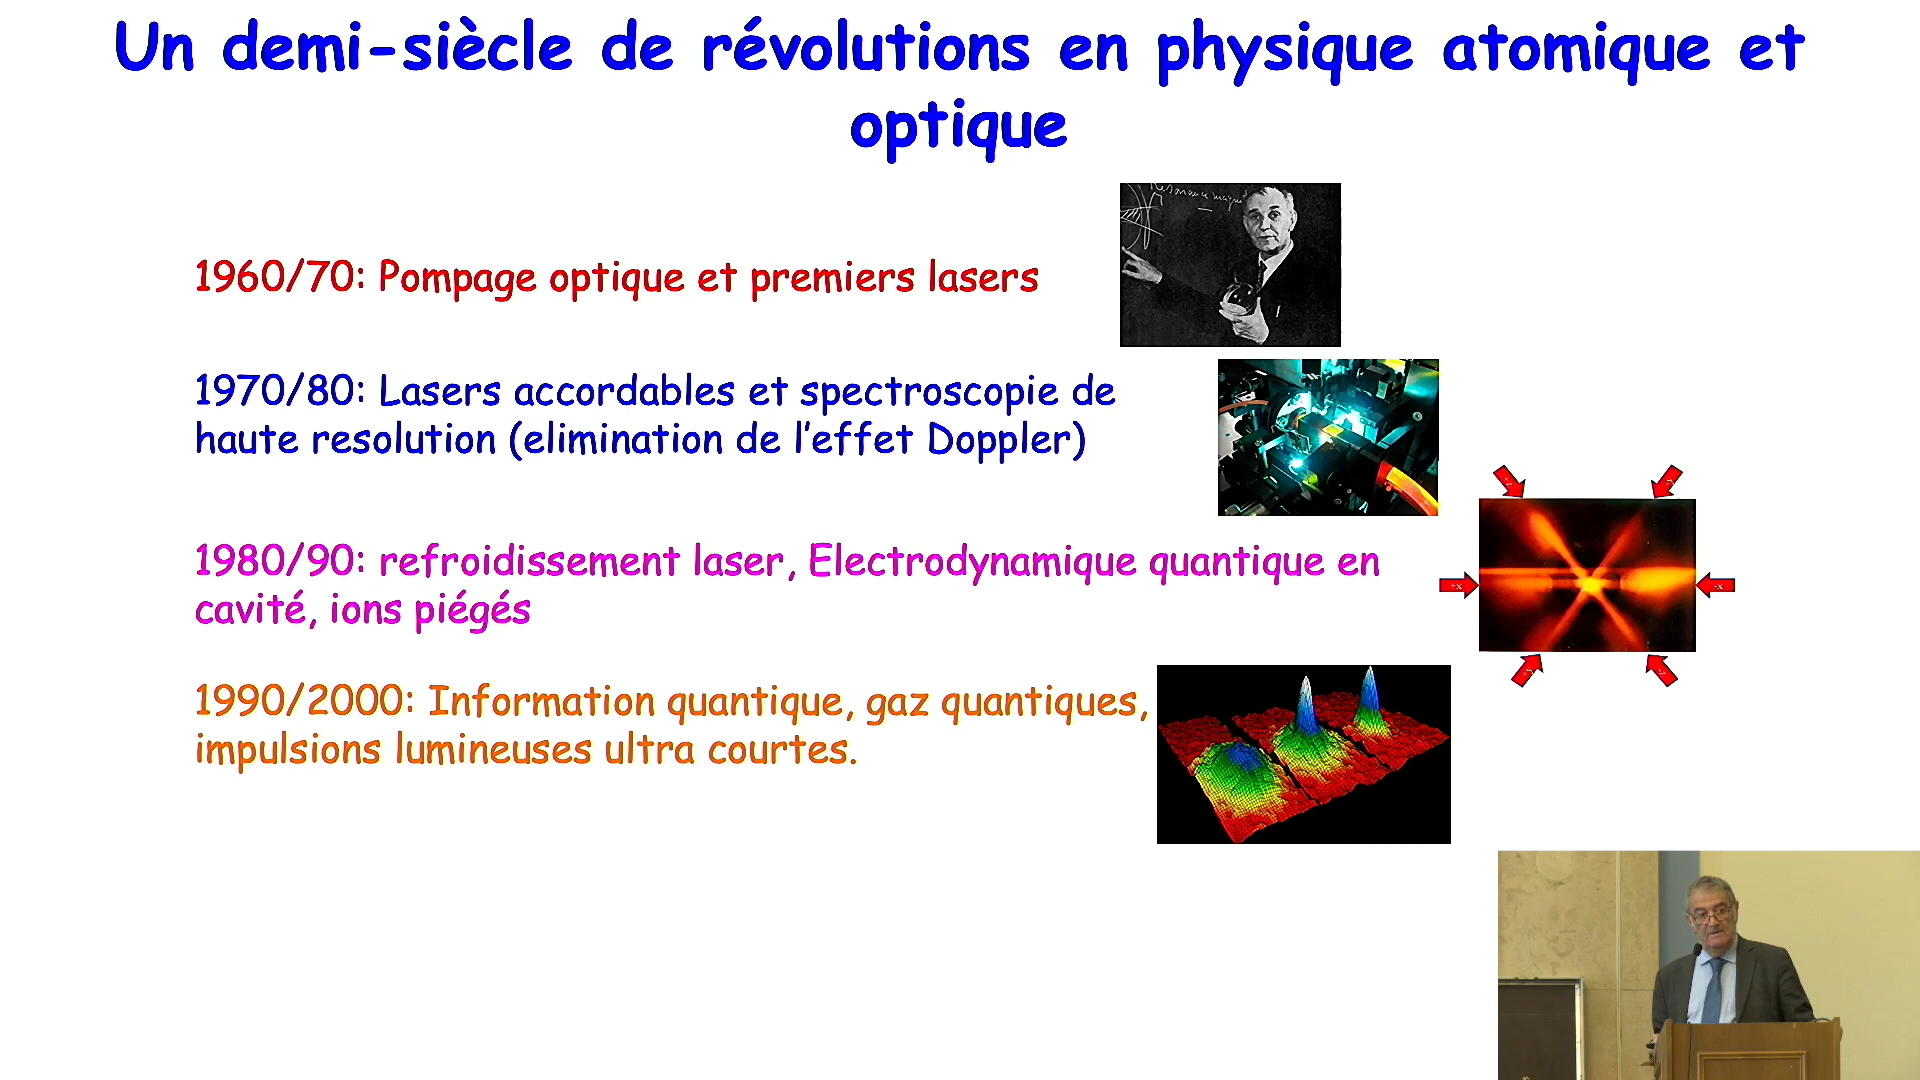 Un demi-siècle de révolutions en physique atomique et
optique
1960/70: Pompage optique et premiers lasers
1970/80: Lasers accordables et spectroscopie de
haute resolution (elimination de l'effet Doppler)
1980/90: refroidissement laser, Electrodynamique quantique en
cavité, ions piégés
+x
-x
1990/2000: Information quantique, gaz quantiques,
impulsions lumineuses ultra courtes.